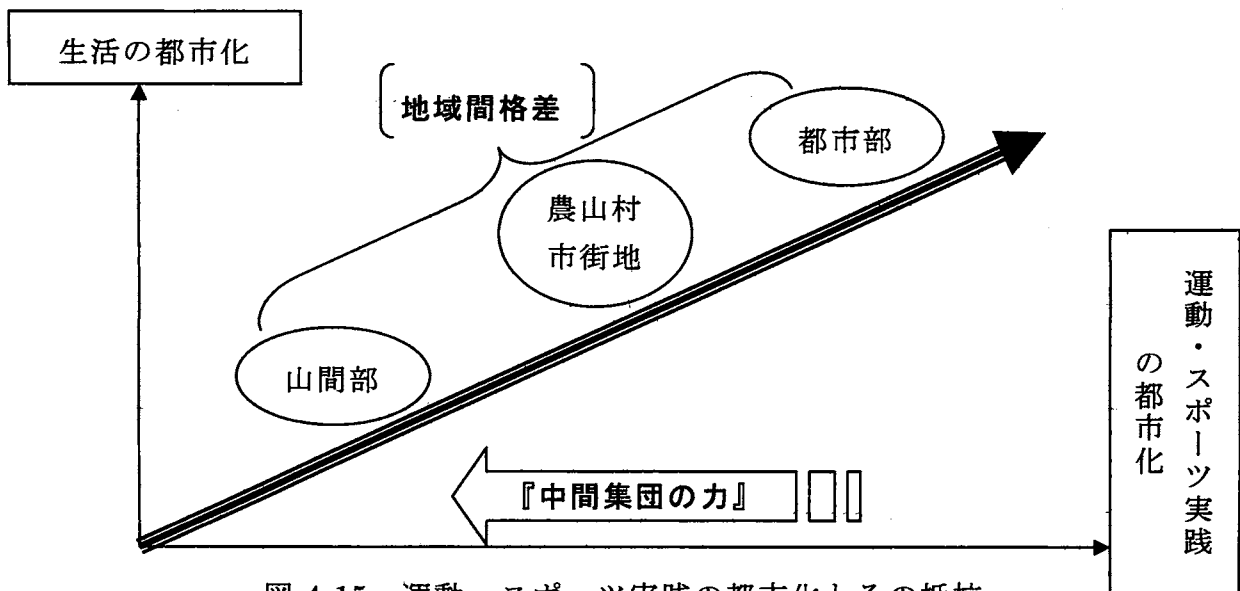 生活の都市化
地域間格差
都市部
農山村
市街地
山間部
運動・スポーツ実践
の都市化
『中間集団の力』
図 4-15 運動・スポーツ実践の都市化とその抵抗